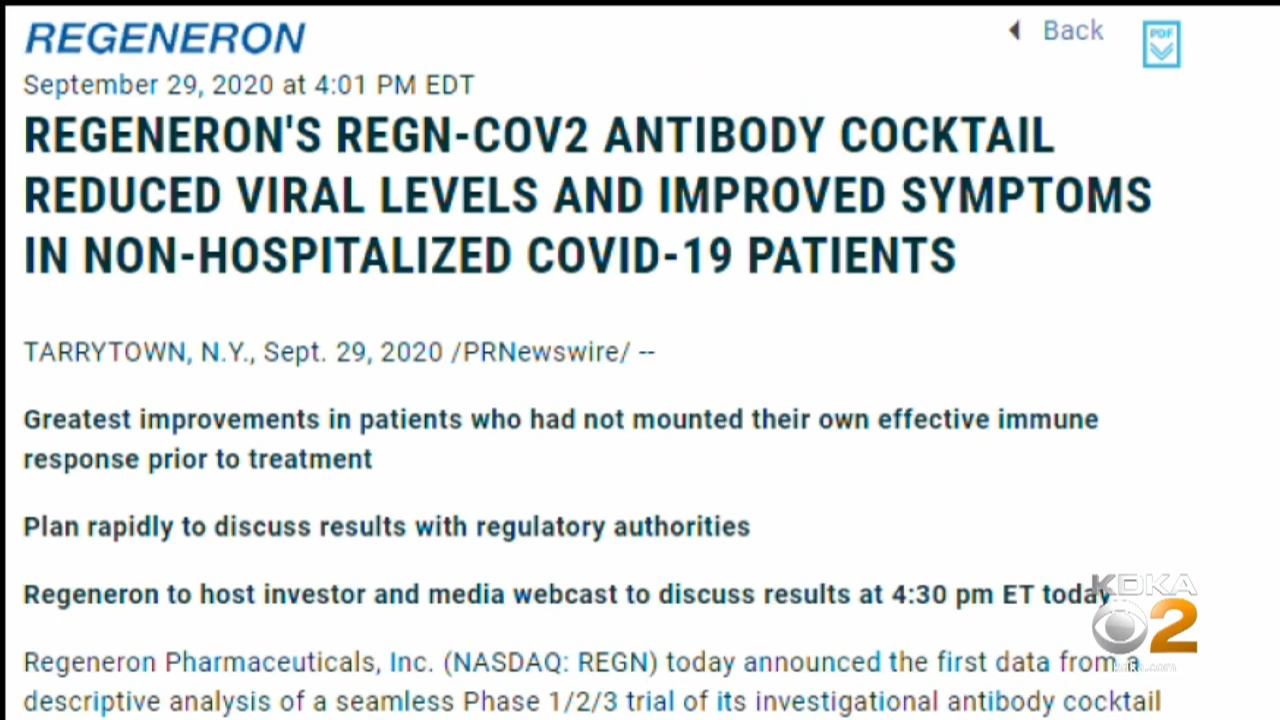 REGENERON
Back
PDF
September 29, 2020 at 4:01 PM EDT
REGENERON'S REGN-COV2 ANTIBODY COCKTAIL
REDUCED VIRAL LEVELS AND IMPROVED SYMPTOMS
IN NON-HOSPITALIZED COVID-19 PATIENTS
TARRYTOWN, N.Y., Sept. 29, 2020 /PRNewswire/ --
Greatest improvements in patients who had not mounted their own effective immune
response prior to treatment
Plan rapidly to discuss results with regulatory authorities
Regeneron to host investor and media webcast to discuss results at 4:30 pm ET today
KDKA
2
Regeneron Pharmaceuticals, Inc. (NASDAQ: REGN) today announced the first data from a
descriptive analysis of a seamless Phase 1/2/3 trial of its investigational antibody cocktail